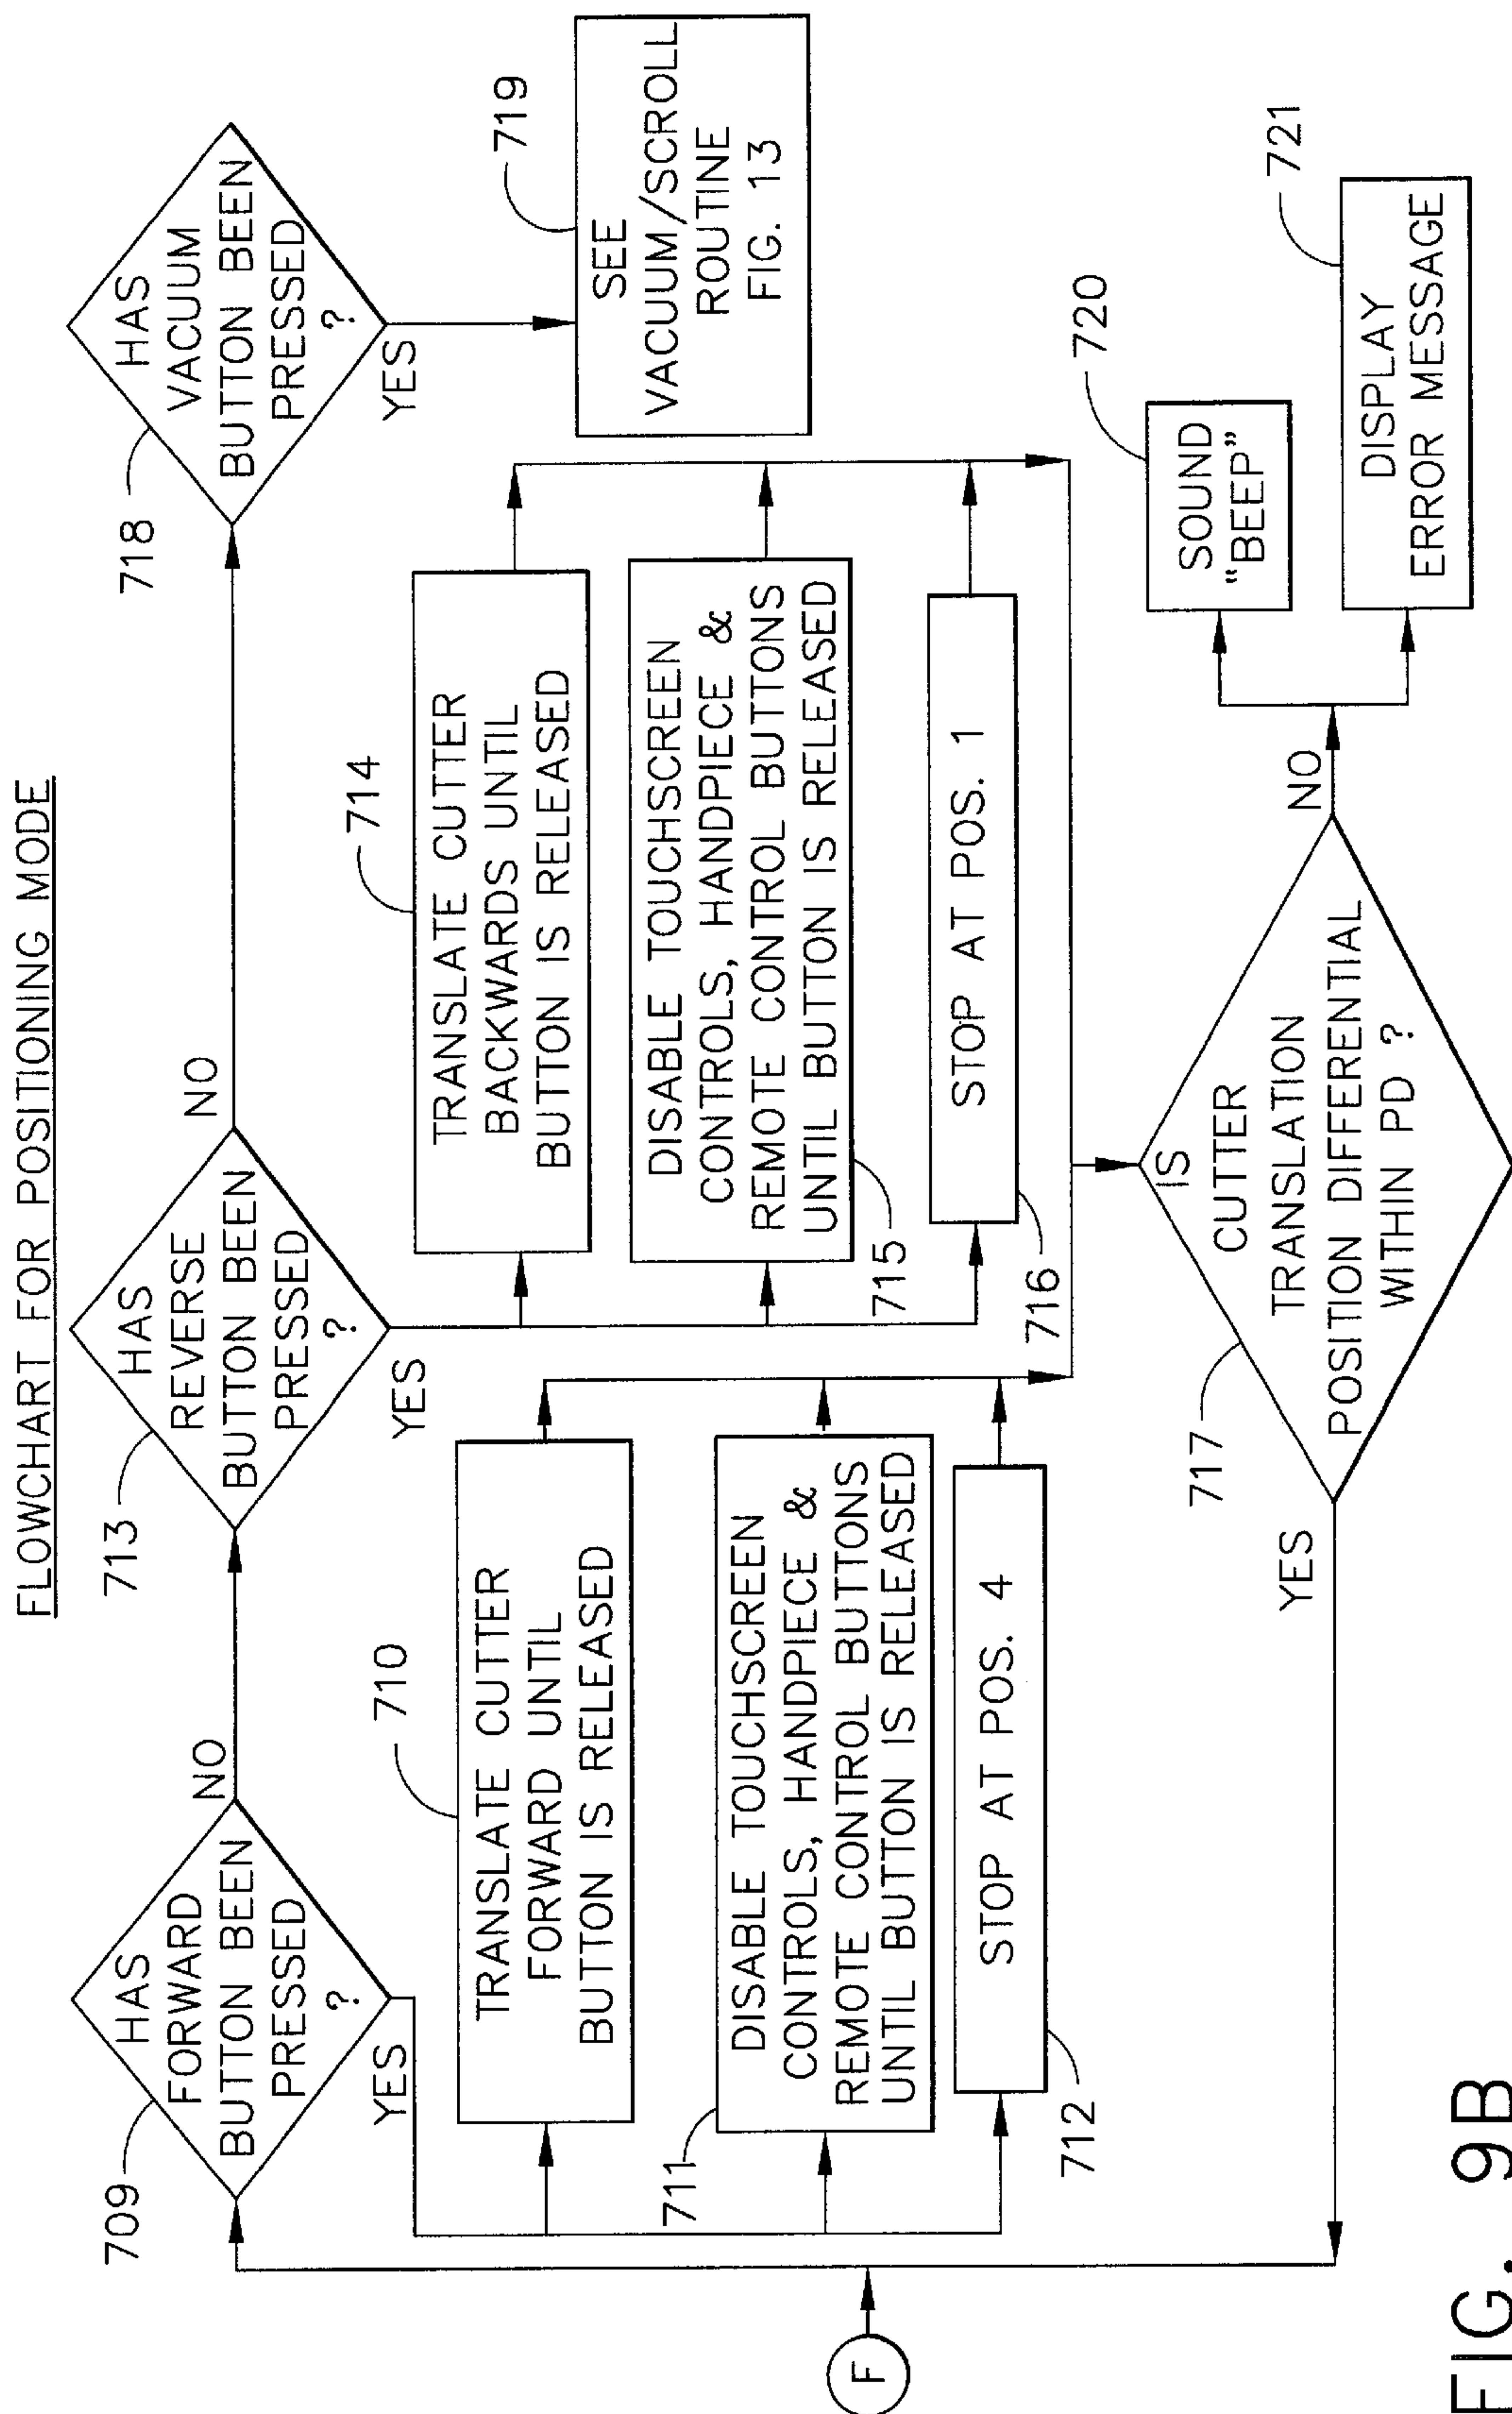 FLOWCHART FOR POSITIONING MODE
F
709
HAS
FORWARD
BUTTON BEEN
PRESSED
?
NO
YES
710
TRANSLATE CUTTER
FORWARD UNTIL
BUTTON IS RELEASED
711
DISABLE TOUCHSCREEN
CONTROLS, HANDPIECE &
REMOTE CONTROL BUTTONS
UNTIL BUTTON IS RELEASED
712
STOP AT POS. 4
713
HAS
REVERSE
BUTTON BEEN
PRESSED
?
NO
YES
714
TRANSLATE CUTTER
BACKWARDS UNTIL
BUTTON IS RELEASED
715
DISABLE TOUCHSCREEN
CONTROLS, HANDPIECE &
REMOTE CONTROL BUTTONS
UNTIL BUTTON IS RELEASED
716
STOP AT POS. 1
718
HAS
VACUUM
BUTTON BEEN
PRESSED
?
YES
719
SEE
VACUUM/SCROLL
ROUTINE
FIG. 13
717
IS
CUTTER
TRANSLATION
POSITION DIFFERENTIAL
WITHIN PD ?
YES
NO
720
SOUND
"BEEP"
721
DISPLAY
ERROR MESSAGE
FIG. 9B